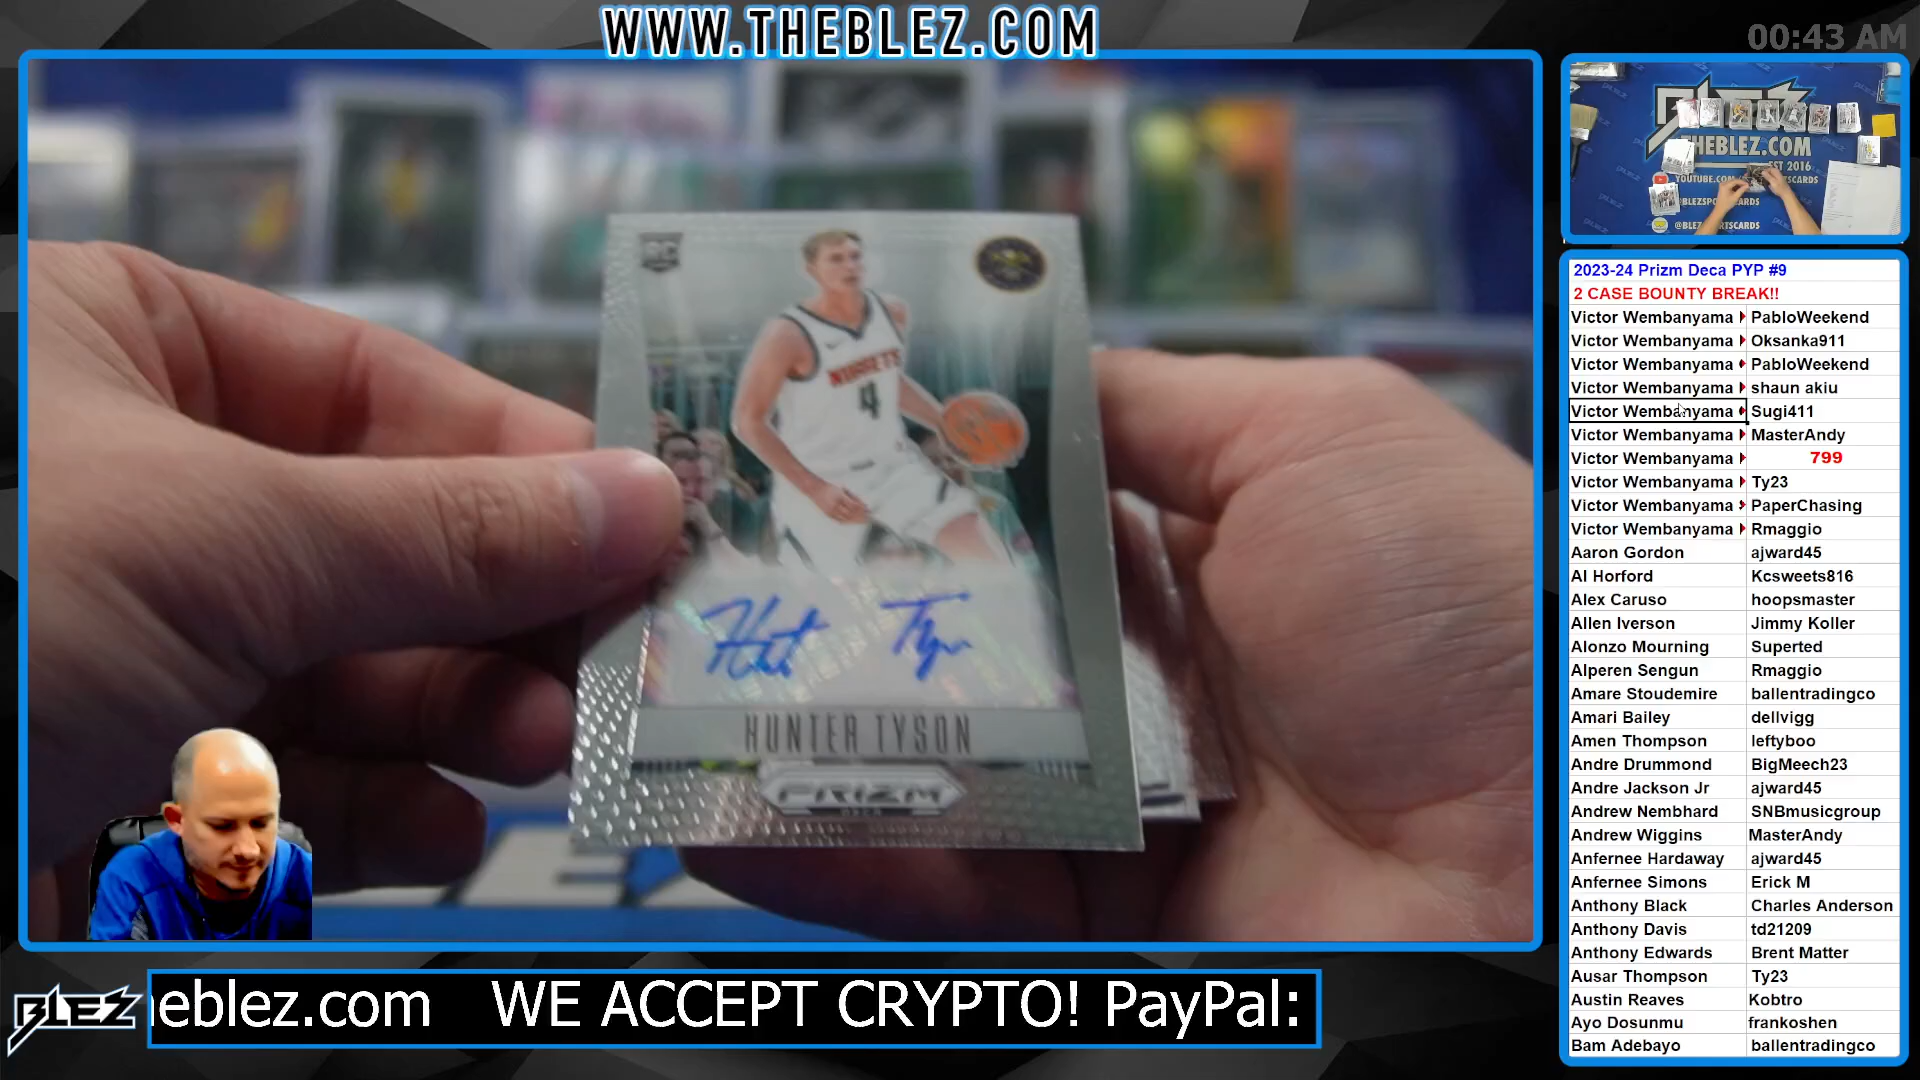 WWW.THEBLEZ.COM
00:43 AM
BLEZ
THEBLEZ.COM
EST 2016
YOUTUBE.COM
2023-24 Prizm Deca PYP #9
2 CASE BOUNTY BREAK!!
Victor Wembanyama PabloWeekend
Victor Wembanyama Oksanka911
Victor Wembanyama PabloWeekend
Victor Wembanyama shaun akiu
Victor Wembanyama Sugi411
Victor Wembanyama MasterAndy
Victor Wembanyama 799
Victor Wembanyama Ty23
Victor Wembanyama PaperChasing
Victor Wembanyama Rmaggio
Aaron Gordon ajward45
Al Horford Kcsweets816
Alex Caruso hoopsmaster
Allen Iverson Jimmy Koller
Alonzo Mourning Superted
Alperen Sengun Rmaggio
Amare Stoudemire ballentradingco
Amari Bailey dellvigg
Amen Thompson leftyboo
Andre Drummond BigMeech23
Andre Jackson Jr ajward45
Andrew Nembhard SNBmusicgroup
Andrew Wiggins MasterAndy
Anfernee Hardaway ajward45
Anfernee Simons Erick M
Anthony Black Charles Anderson
Anthony Davis td21209
Anthony Edwards Brent Matter
Ausar Thompson Ty23
Austin Reaves Kobtro
Ayo Dosunmu frankoshen
Bam Adebayo ballentradingco
RC
NUGGETS
4
HUNTER TYSON
PRIZM
DECA
BLEZ
eblez.com WE ACCEPT CRYPTO! PayPal: